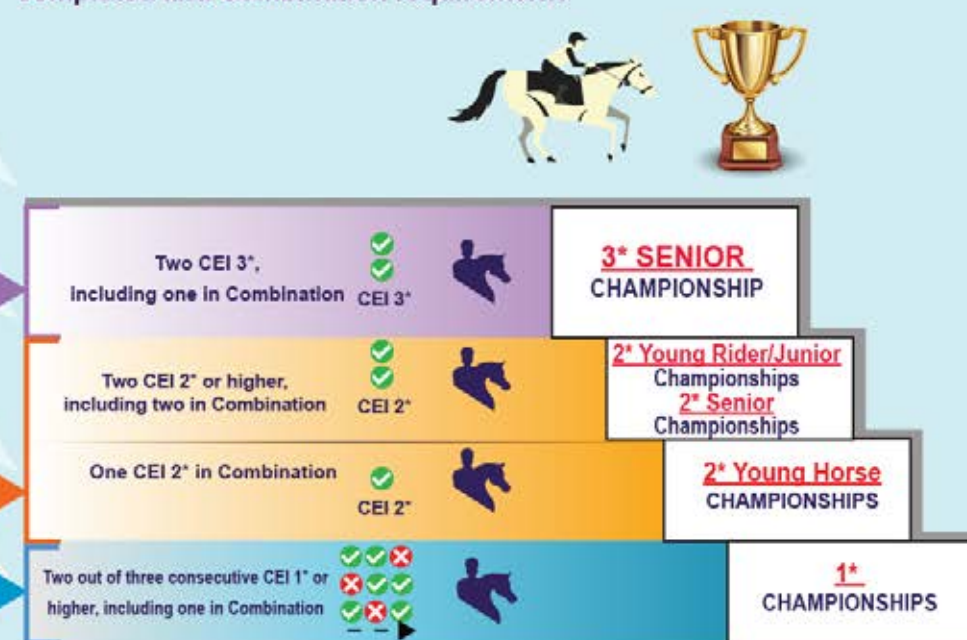 Two CEI 3*,
including one in Combination
CEI 3*
3* SENIOR
CHAMPIONSHIP
Two CEI 2* or higher,
including two in Combination
CEI 2*
2* Young Rider/Junior
Championships
2* Senior
Championships
One CEI 2* in Combination
CEI 2*
2* Young Horse
CHAMPIONSHIPS
Two out of three consecutive CEI 1* or
higher, including one in Combination
1*
CHAMPIONSHIPS